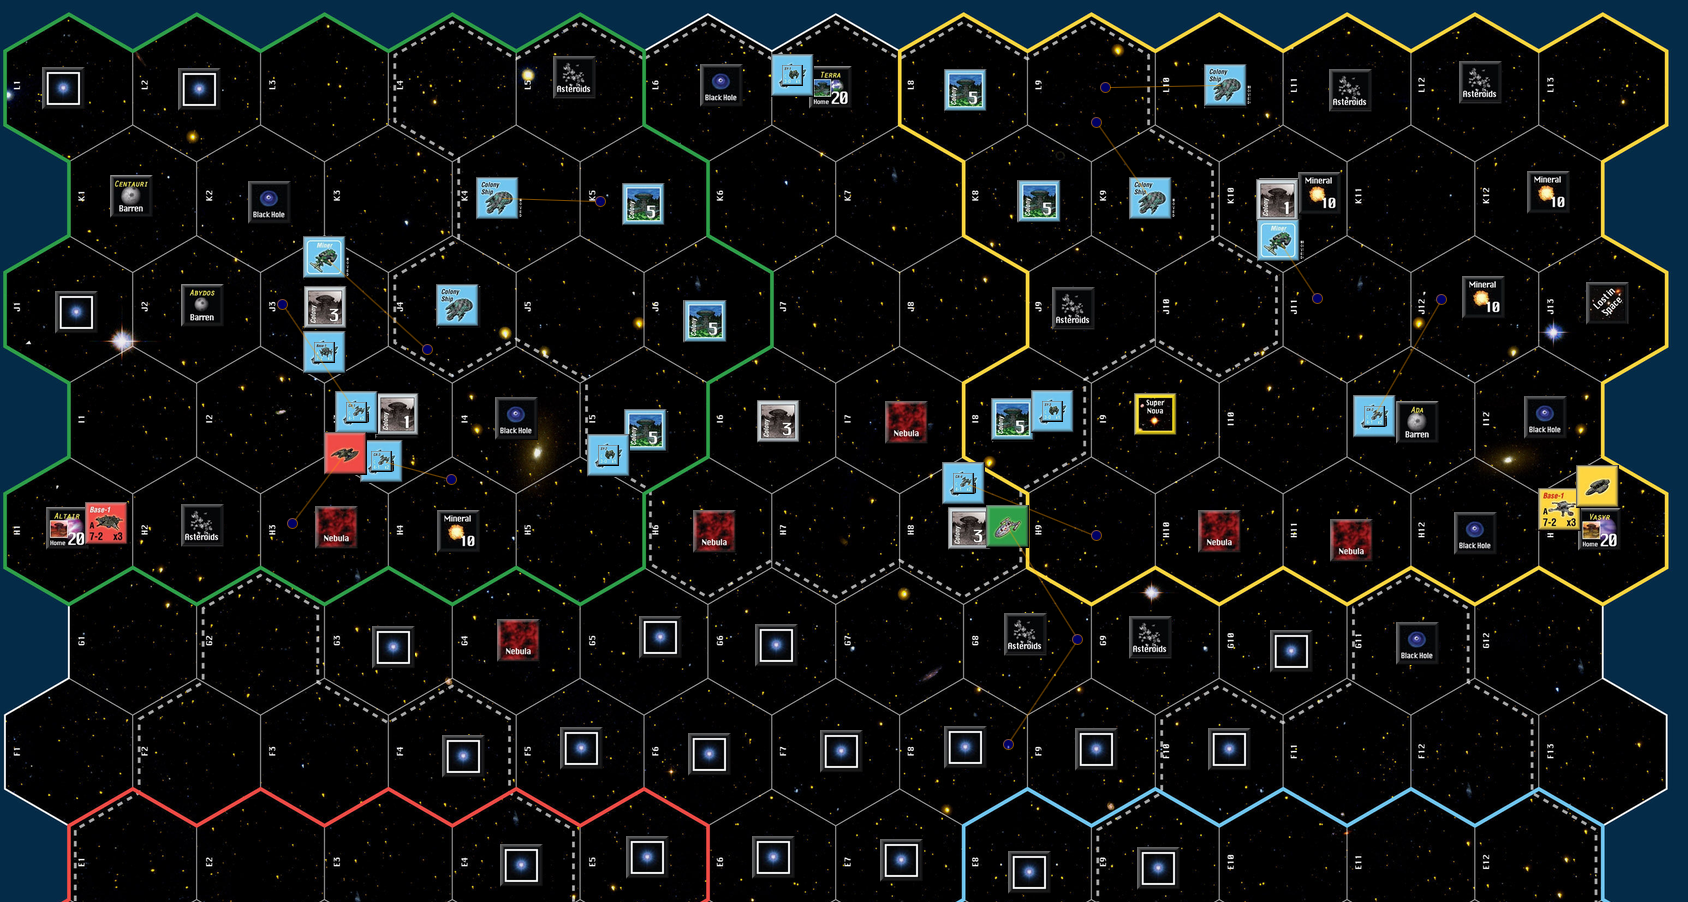 L1
L2
L3
L4
L5
Asteroids
L6
Black Hole
TERRA
Home 20
L8
Colony 5
L9
L10
Colony Ship
L11
Asteroids
L12
Asteroids
L13
K1
CENTAURI
Barren
K2
Black Hole
K3
K4
Colony Ship
K5
Colony 5
K6
K7
K8
Colony 5
K9
Colony Ship
K10
Colony 1
Mineral
10
Miner
K11
K12
Mineral
10
J1
J2
ABYDOS
Barren
Miner
J3
Colony 3
Base-1
J4
Colony Ship
J5
J6
Colony 5
J7
J8
J9
Asteroids
J10
J11
J12
Mineral
10
J13
Lost in Space
I1
I2
Colony 1
I4
Black Hole
I5
Colony 5
I6
Colony 3
I7
Nebula
I8
Colony 5
I9
Super Nova
I10
ADA
Barren
I12
Black Hole
H1
ALTAIR
Home 20
Base-1
A
7-2 x3
H2
Asteroids
H3
Nebula
H4
Mineral
10
H5
H6
Nebula
H7
H8
Colony 3
H9
H10
Nebula
H11
Nebula
H12
Black Hole
Base-1
A
7-2 x3
VASKR
Home 20
G1
G2
G3
G4
Nebula
G5
G6
G7
G8
Asteroids
G9
Asteroids
G10
G11
Black Hole
G12
F1
F2
F3
F4
F5
F6
F7
F8
F9
F10
F11
F12
F13
E1
E2
E3
E4
E5
E6
E7
E8
E9
E10
E11
E12